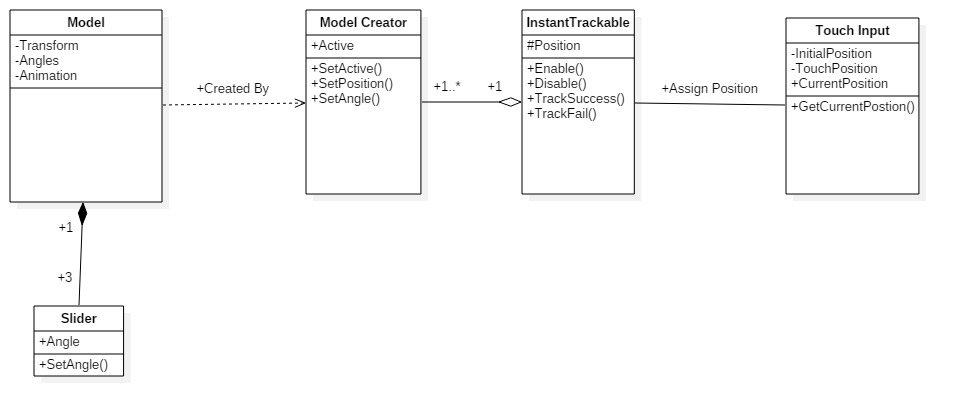 Model
-Transform
-Angles
-Animation
+Created By
Model Creator
+Active
+SetActive()
+SetPosition()
+SetAngle()
+1..*
+1
InstantTrackable
#Position
+Enable()
+Disable()
+TrackSuccess()
+TrackFail()
+Assign Position
Touch Input
-InitialPosition
-TouchPosition
+CurrentPosition
+GetCurrentPostion()
+1
+3
Slider
+Angle
+SetAngle()